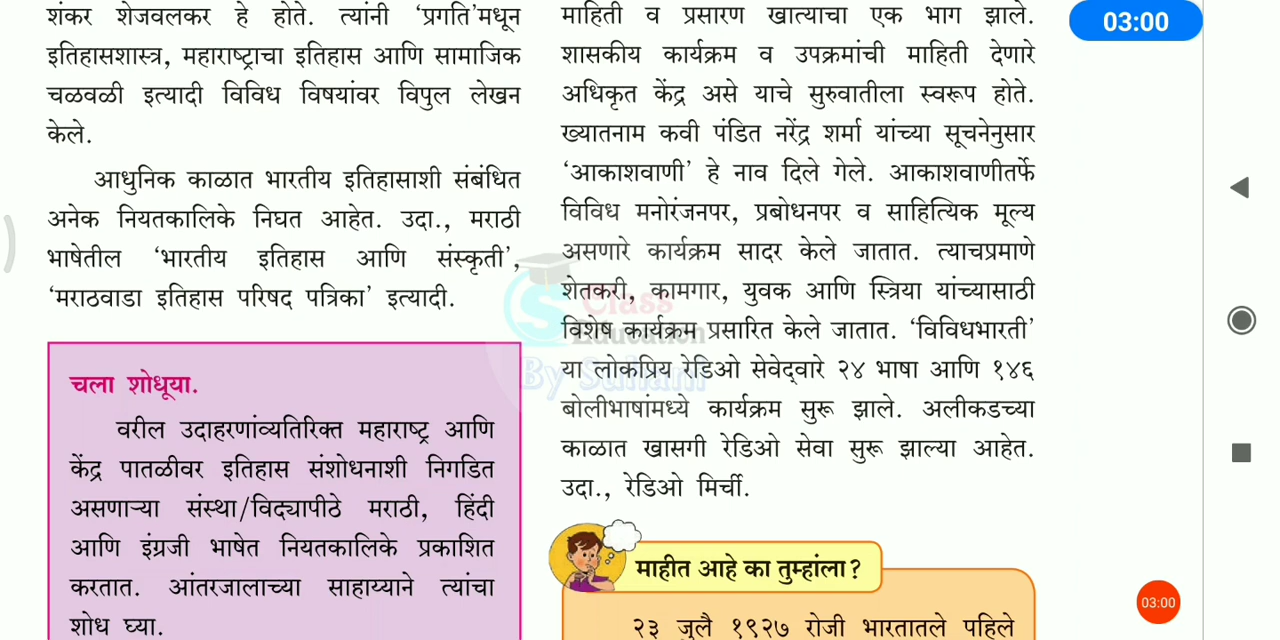 शंकर शेजवलकर हे होते. त्यांनी ‘प्रगति’मधून
इतिहासशास्त्र, महाराष्ट्राचा इतिहास आणि सामाजिक
चळवळी इत्यादी विविध विषयांवर विपुल लेखन
केले.
आधुनिक काळात भारतीय इतिहासाशी संबंधित
अनेक नियतकालिके निघत आहेत. उदा., मराठी
भाषेतील ‘भारतीय इतिहास आणि संस्कृती’,
‘मराठवाडा इतिहास परिषद पत्रिका’ इत्यादी.
चला शोधूया.
वरील उदाहरणांव्यतिरिक्त महाराष्ट्र आणि
केंद्र पातळीवर इतिहास संशोधनाशी निगडित
असणाऱ्या संस्था/विद्यापीठे मराठी, हिंदी
आणि इंग्रजी भाषेत नियतकालिके प्रकाशित
करतात. आंतरजालाच्या साहाय्याने त्यांचा
शोध घ्या.
माहिती व प्रसारण खात्याचा एक भाग झाले.
शासकीय कार्यक्रम व उपक्रमांची माहिती देणारे
अधिकृत केंद्र असे याचे सुरुवातीला स्वरूप होते.
ख्यातनाम कवी पंडित नरेंद्र शर्मा यांच्या सूचनेनुसार
‘आकाशवाणी’ हे नाव दिले गेले. आकाशवाणीतर्फे
विविध मनोरंजनपर, प्रबोधनपर व साहित्यिक मूल्य
असणारे कार्यक्रम सादर केले जातात. त्याचप्रमाणे
शेतकरी, कामगार, युवक आणि स्त्रिया यांच्यासाठी
विशेष कार्यक्रम प्रसारित केले जातात. ‘विविधभारती’
या लोकप्रिय रेडिओ सेवेद्वारे २४ भाषा आणि १४६
बोलीभाषांमध्ये कार्यक्रम सुरू झाले. अलीकडच्या
काळात खासगी रेडिओ सेवा सुरू झाल्या आहेत.
उदा., रेडिओ मिर्ची.
माहीत आहे का तुम्हांला?
२३ जुलै १९२७ रोजी भारतातले पहिले
S Class
Education
By Suham
03:00
03:00